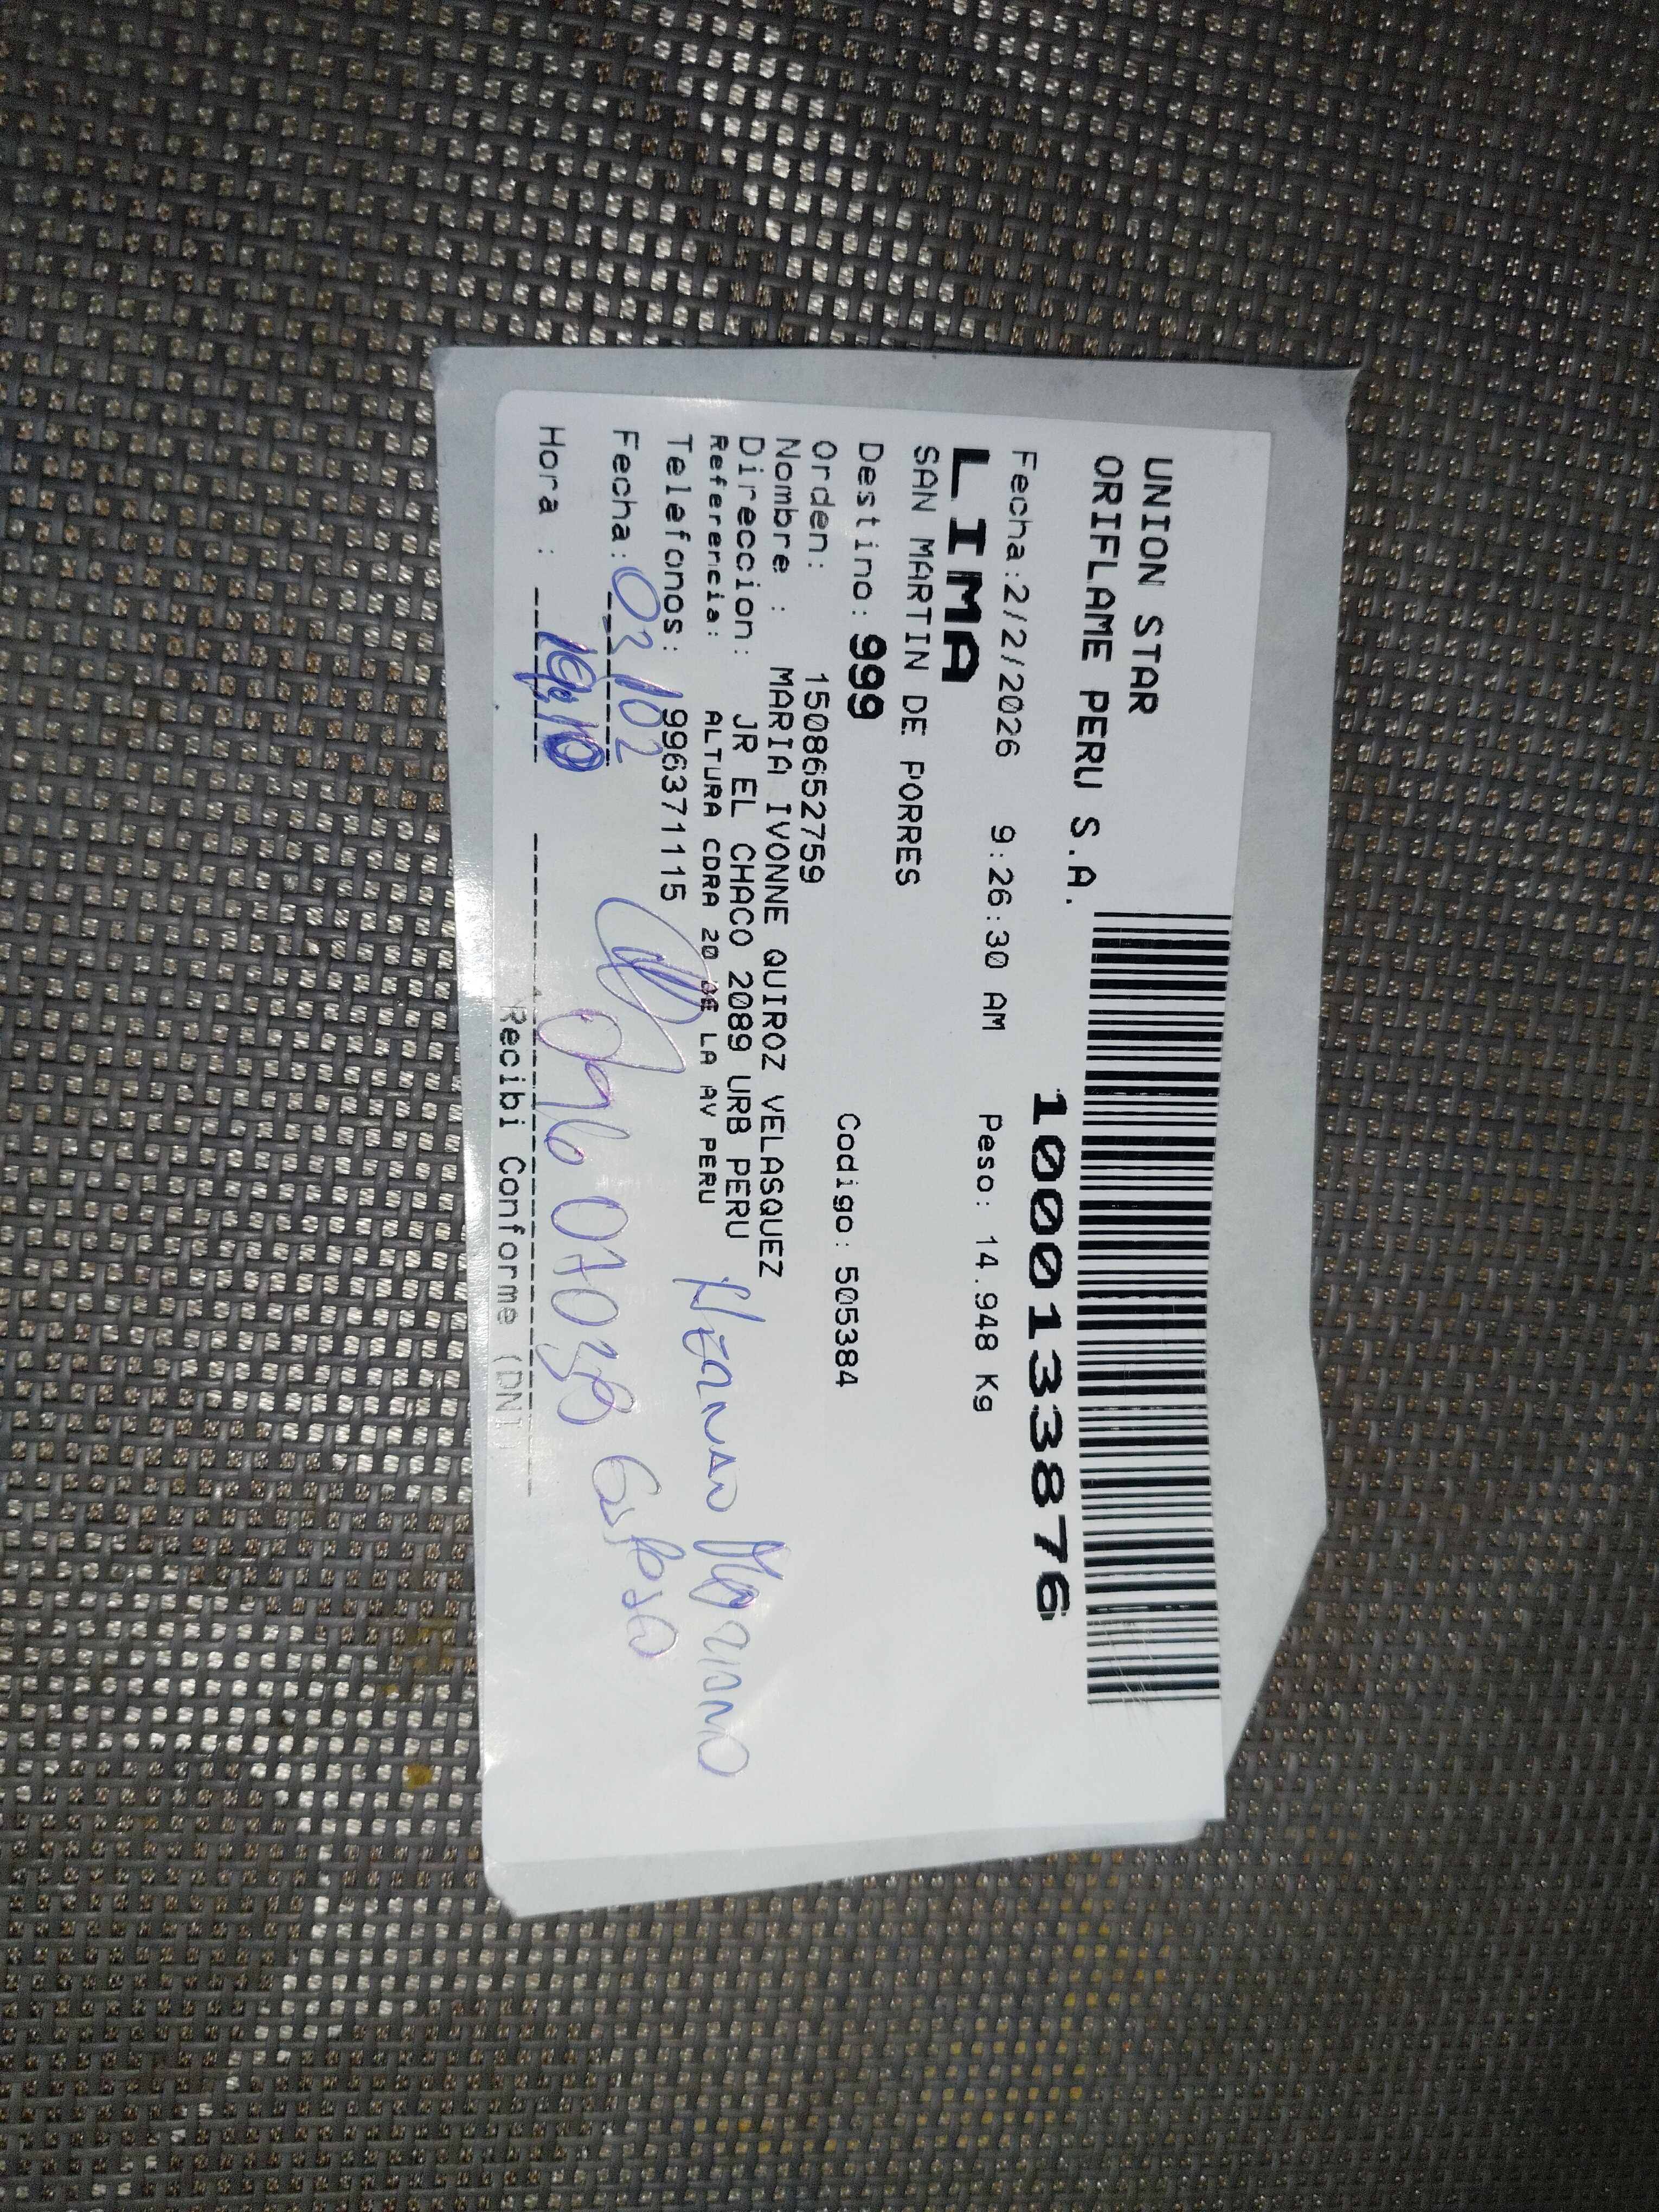 UNION STAR
ORIFLAME PERU S.A.
1000133876
Fecha:2/2/2026 9:26:30 AM Peso: 14.948 Kg
LIMA
SAN MARTIN DE PORRES
Destino: 999 Codigo: 505384
Orden: 1508652759
Nombre : MARIA IVONNE QUIROZ VELASQUEZ
Direccion: JR EL CHACO 2089 URB PERU
Referencia: ALTURA CDRA 20 DE LA AV PERU
Telefonos: 996371115
Fecha: 03/02
Hora : 19:10
Esposo
Recibi Conforme (DNI)